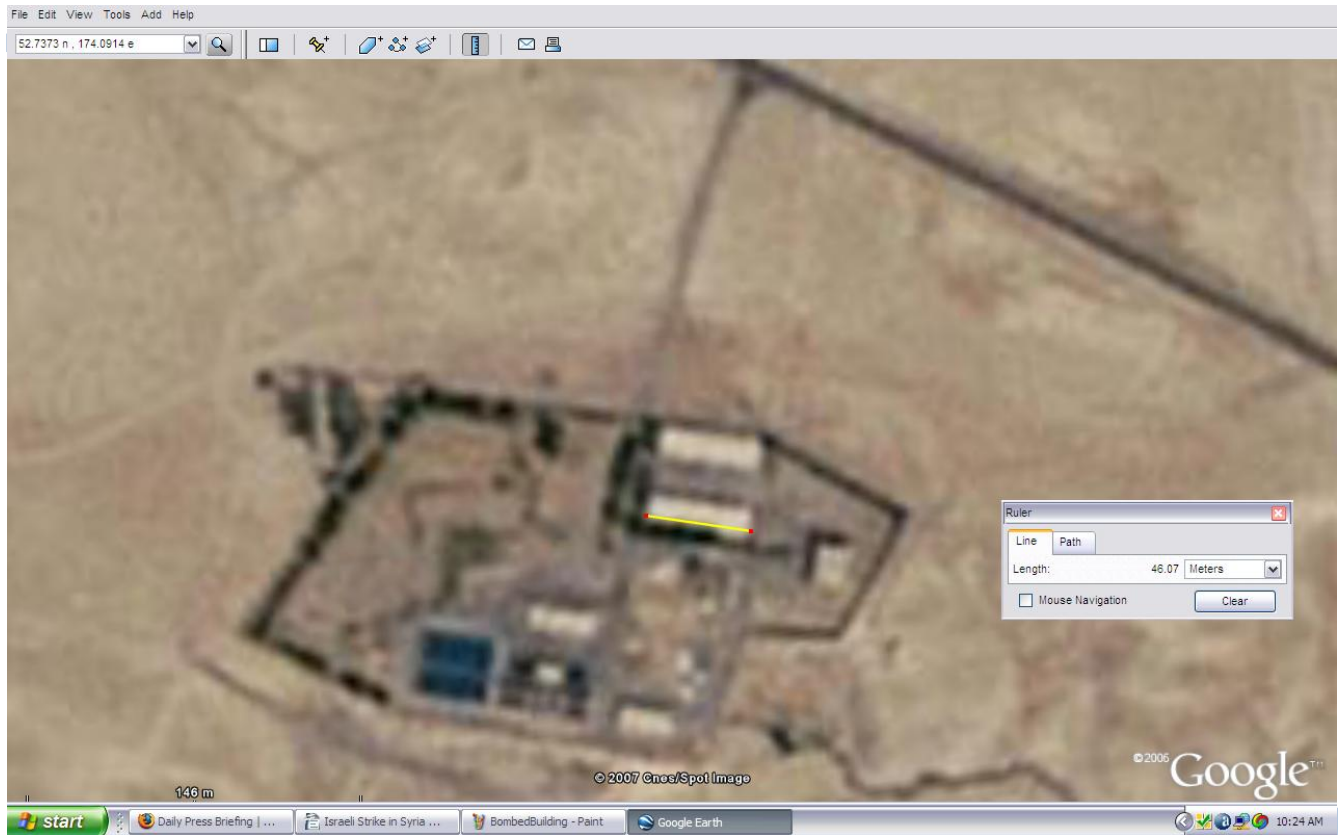 File Edit View Tools Add Help
52.7373 n , 174.0914 e
Ruler
Line Path
Length: 46.07 Meters
Mouse Navigation Clear
©2006 Google™
© 2007 Cnes/Spot Image
146 m
start Daily Press Briefing | ... Israeli Strike in Syria ... BombedBuilding - Paint Google Earth 10:24 AM